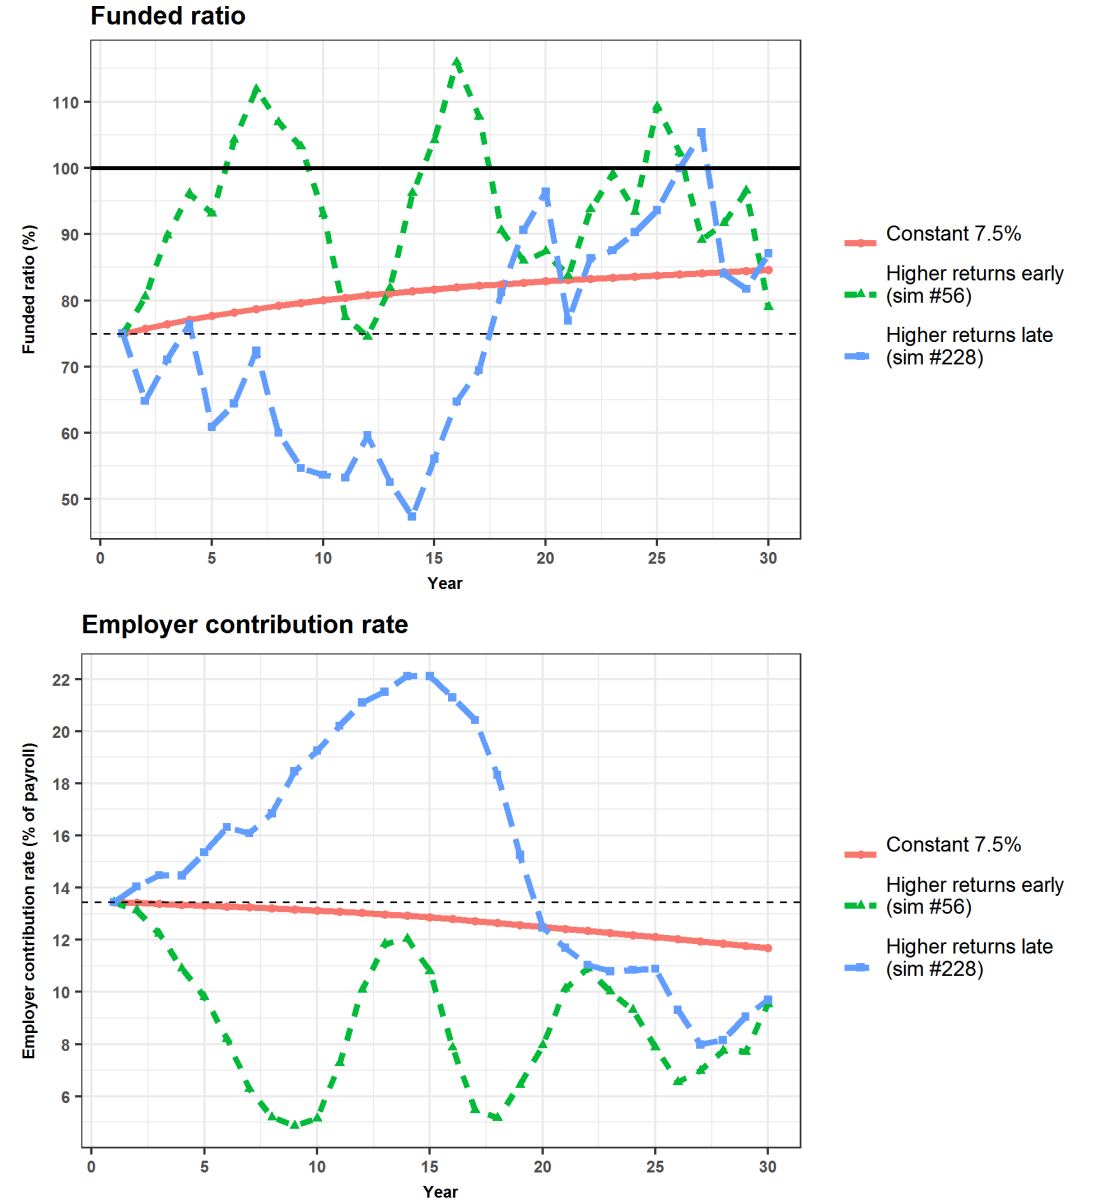 Funded ratio
Funded ratio (%)
110
100
90
80
70
60
50
0 5 10 15 20 25 30
Year
Constant 7.5%
Higher returns early
(sim #56)
Higher returns late
(sim #228)
Employer contribution rate
Employer contribution rate (% of payroll)
22
20
18
16
14
12
10
8
6
0 5 10 15 20 25 30
Year
Constant 7.5%
Higher returns early
(sim #56)
Higher returns late
(sim #228)